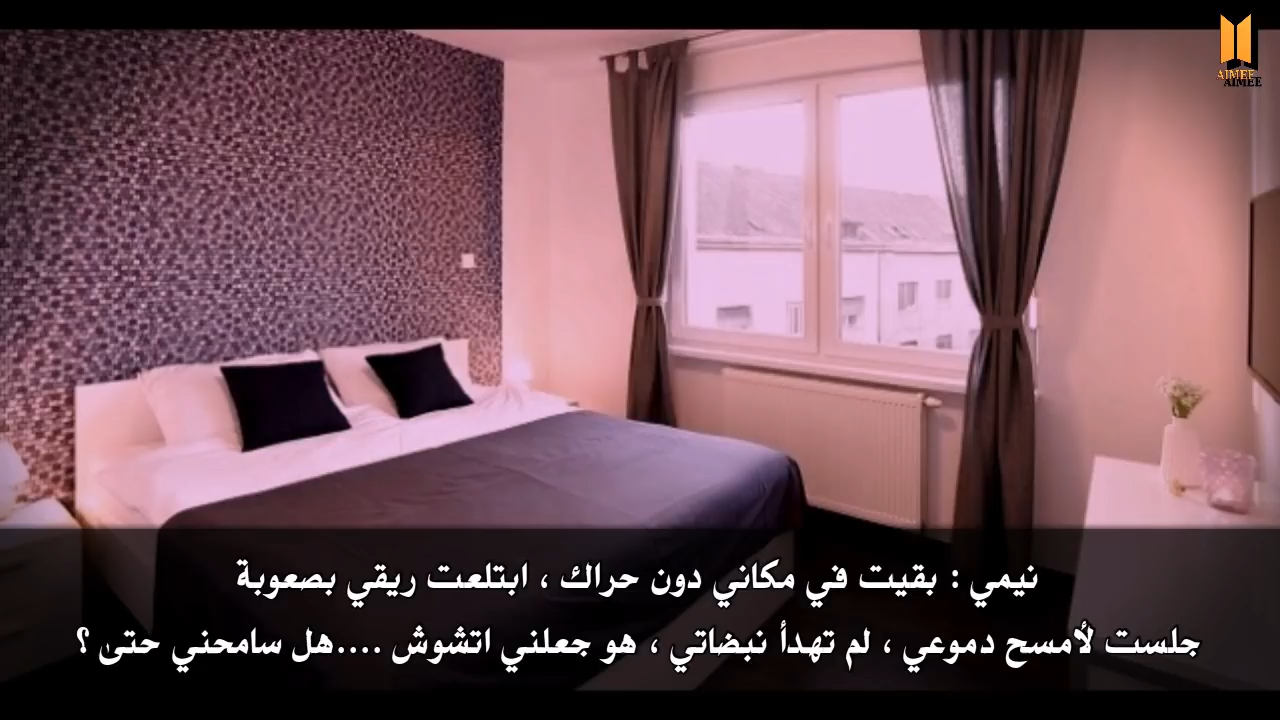 AIMEE
AIMEE
نيمي : بقيت في مكاني دون حراك ، ابتلعت ريقي بصعوبة
جلست لأمسح دموعي ، لم تهدأ نبضاتي ، هو جعلني اتشوش ....هل سامحني حتى ؟